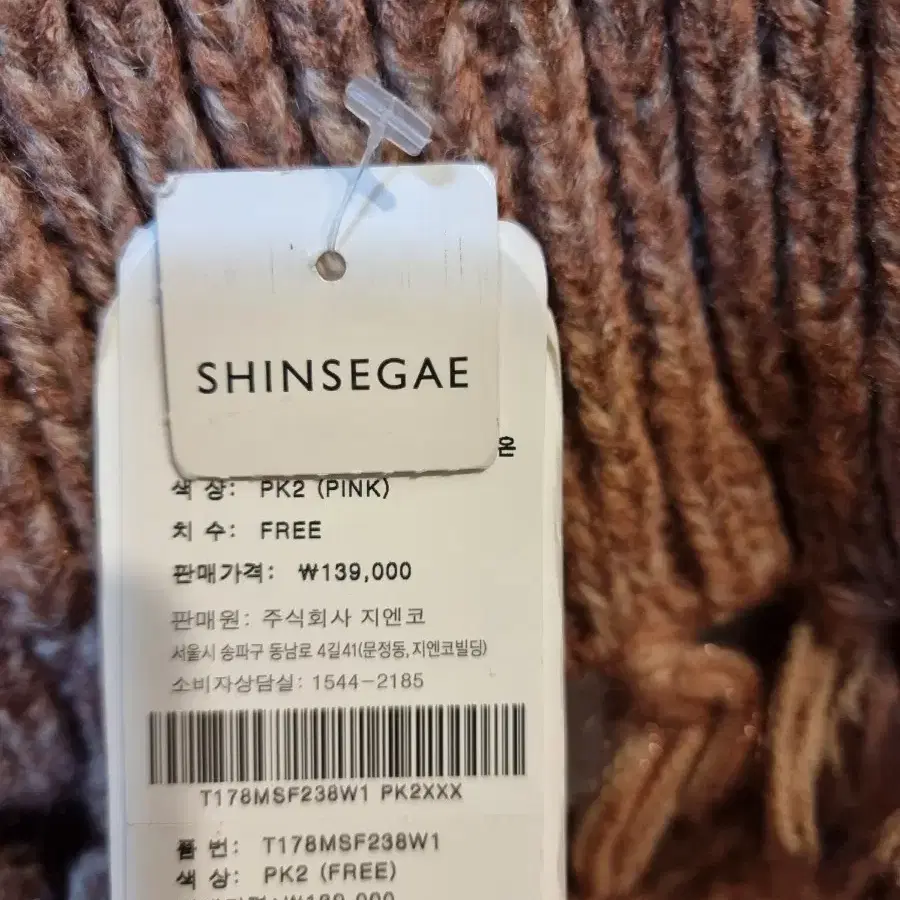 SHINSEGAE
온
색 상: PK2 (PINK)
치 수: FREE
판매가격: ₩139,000
판매원: 주식회사 지엔코
서울시 송파구 동남로 4길41(문정동, 지엔코빌딩)
소비자상담실: 1544-2185
T178MSF238W1 PK2XXX
품 번: T178MSF238W1
색 상: PK2 (FREE)
₩139,000